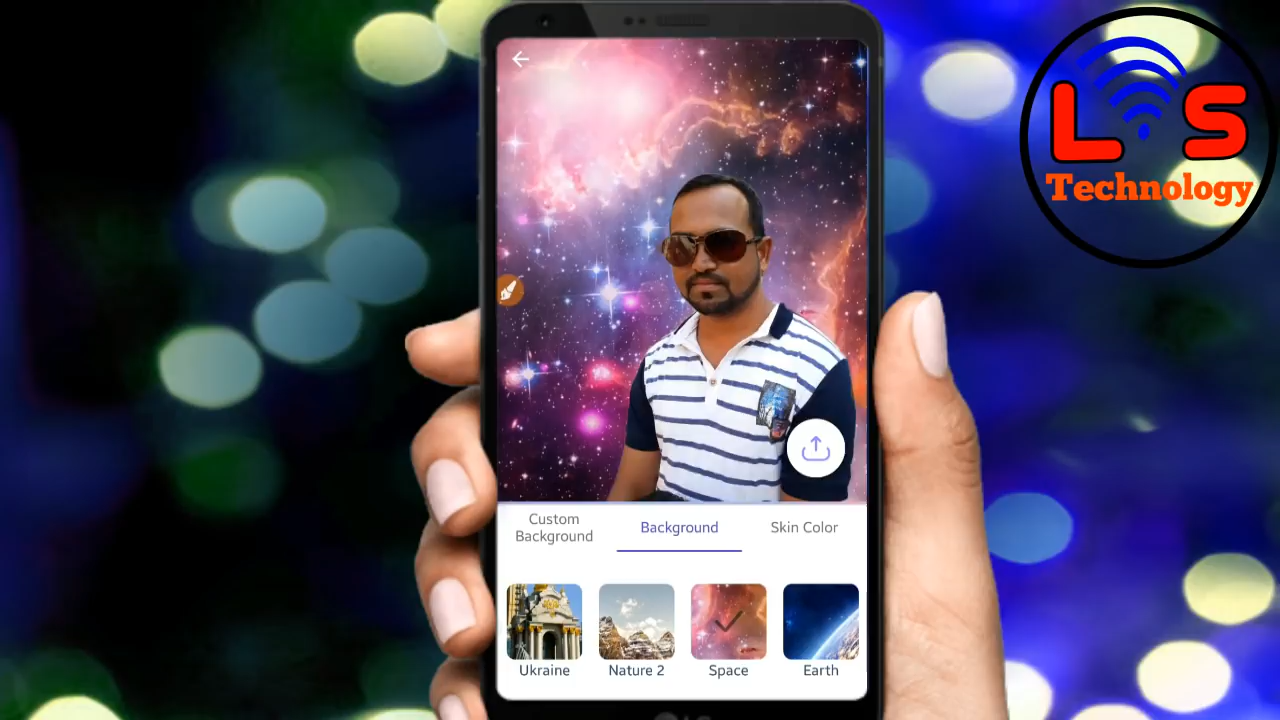 L S
Technology
Custom
Background
Background
Skin Color
Ukraine
Nature 2
Space
Earth